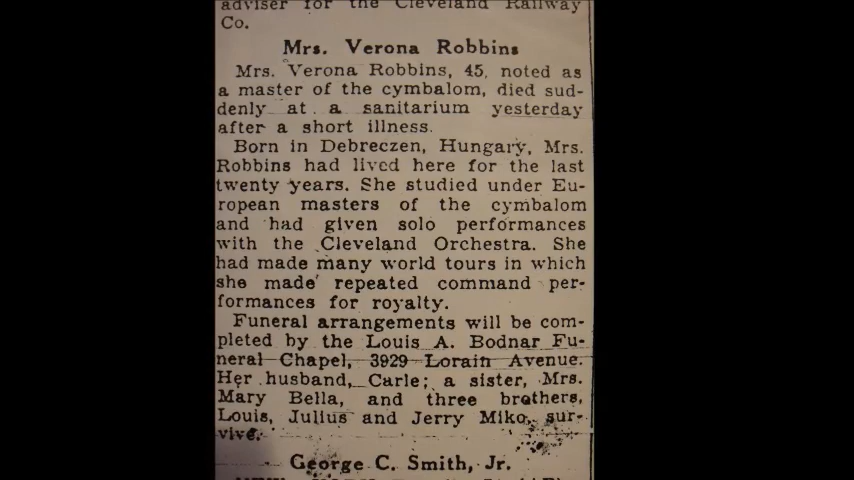 adviser for the Cleveland Railway
Co.
Mrs. Verona Robbins
Mrs. Verona Robbins, 45, noted as
a master of the cymbalom, died sud-
denly at a sanitarium yesterday
after a short illness.
Born in Debreczen, Hungary, Mrs.
Robbins had lived here for the last
twenty years. She studied under Eu-
ropean masters of the cymbalom
and had given solo performances
with the Cleveland Orchestra. She
had made many world tours in which
she made repeated command per-
formances for royalty.
Funeral arrangements will be com-
pleted by the Louis A. Bodnar Fu-
neral Chapel, 3929 Lorain Avenue.
Her husband, Carle; a sister, Mrs.
Mary Bella, and three brothers,
Louis, Julius and Jerry Miko, sur-
vive.
George C. Smith, Jr.